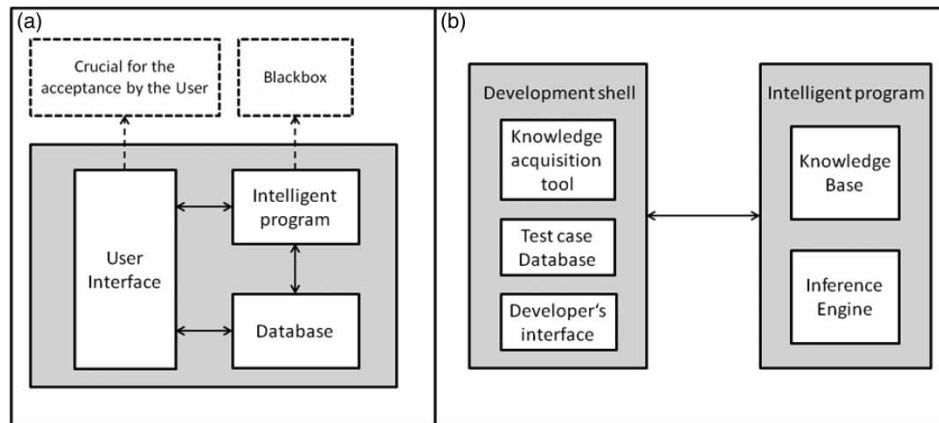 (a)
Crucial for the
acceptance by the User
Blackbox
User
Interface
Intelligent
program
Database
(b)
Development shell
Knowledge
acquisition
tool
Test case
Database
Developer‘s
interface
Intelligent program
Knowledge
Base
Inference
Engine